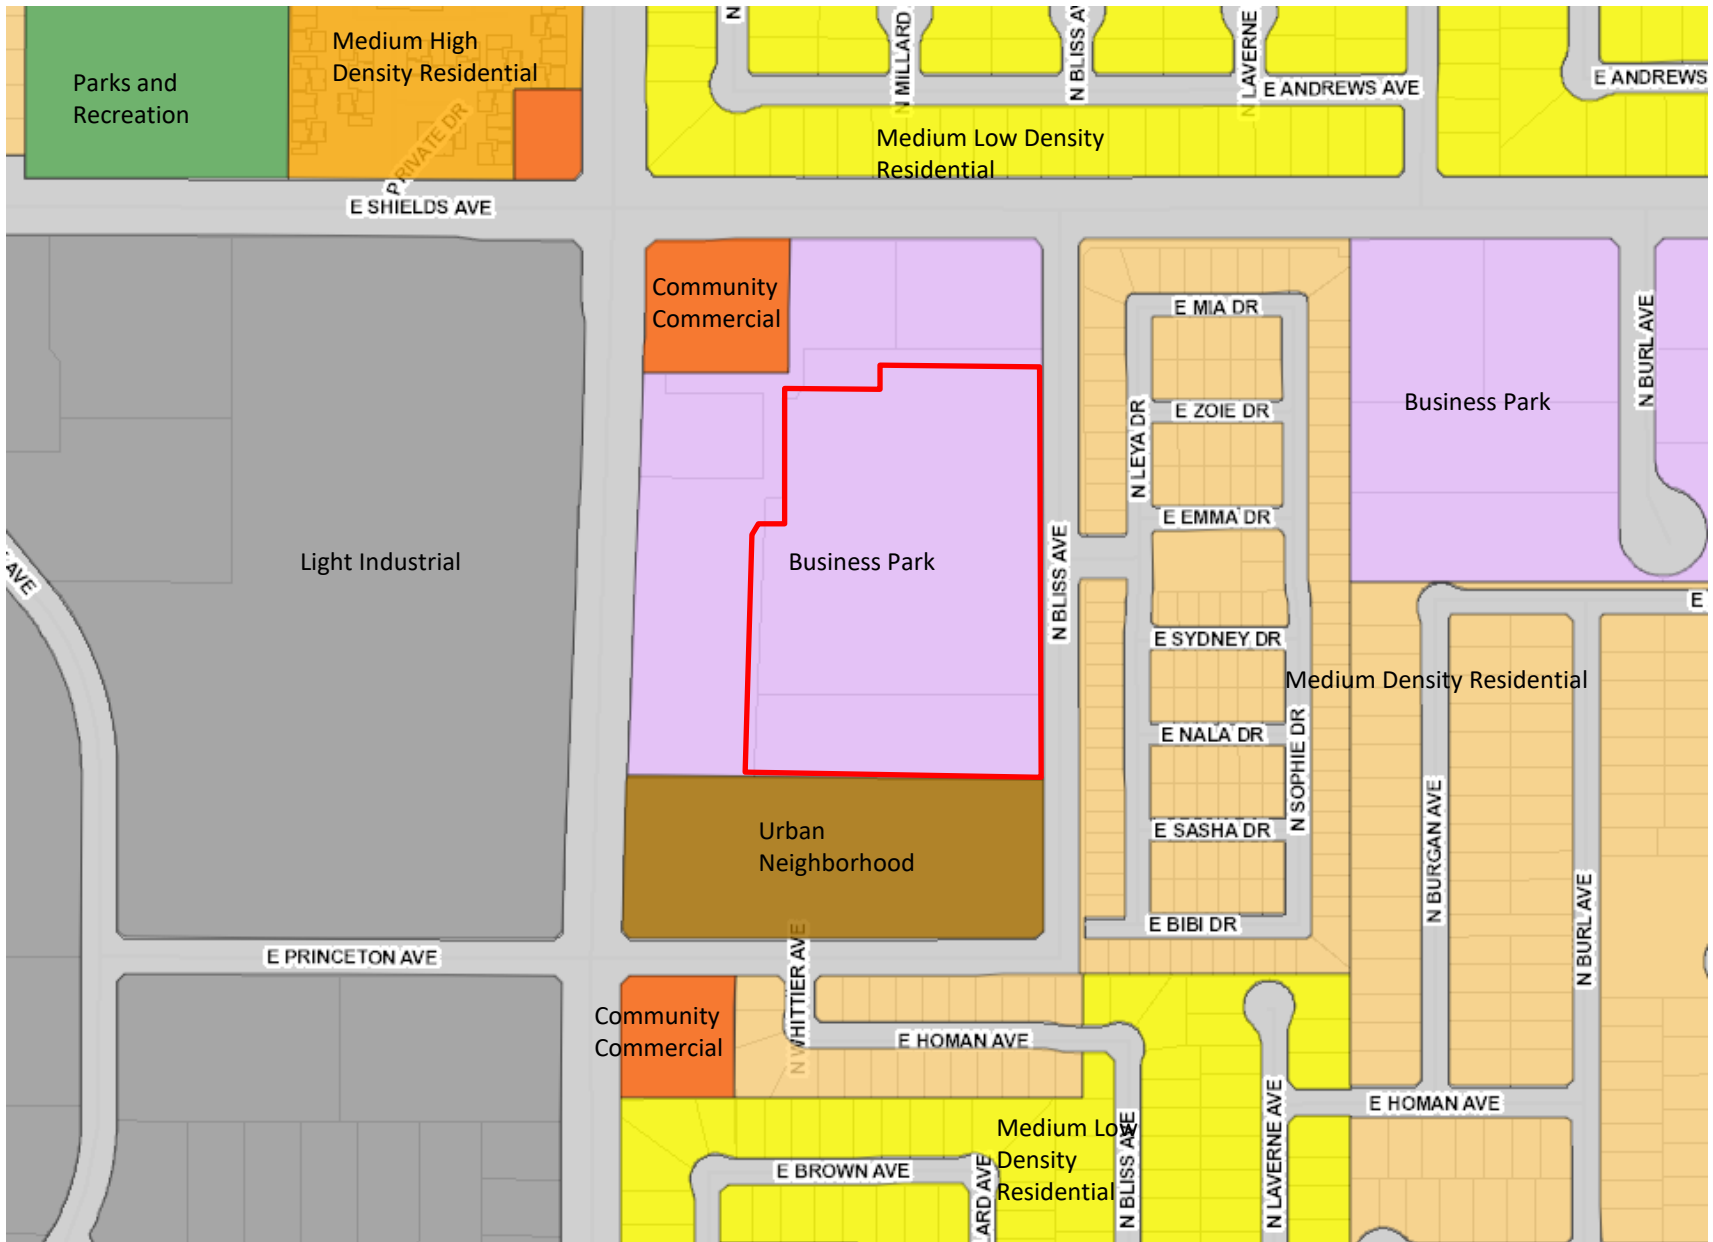 N
N MILLARD
N BLISS AV
N LAVERNE
Medium High
Density Residential
Parks and
Recreation
E ANDREWS AVE
E ANDREWS
PRIVATE DR
Medium Low Density
Residential
E SHIELDS AVE
Community
Commercial
E MIA DR
N BURL AVE
Business Park
E ZOIE DR
N LEYA DR
E EMMA DR
Light Industrial
Business Park
N BLISS AVE
AVE
E
E SYDNEY DR
Medium Density Residential
E NALA DR
N SOPHIE DR
Urban
Neighborhood
E SASHA DR
N BURGAN AVE
N BURL AVE
E BIBI DR
E PRINCETON AVE
N WHITTIER AVE
Community
Commercial
E HOMAN AVE
E HOMAN AVE
Medium Low
Density
Residential
N BLISS AVE
N LAVERNE AVE
E BROWN AVE
LARD AVE